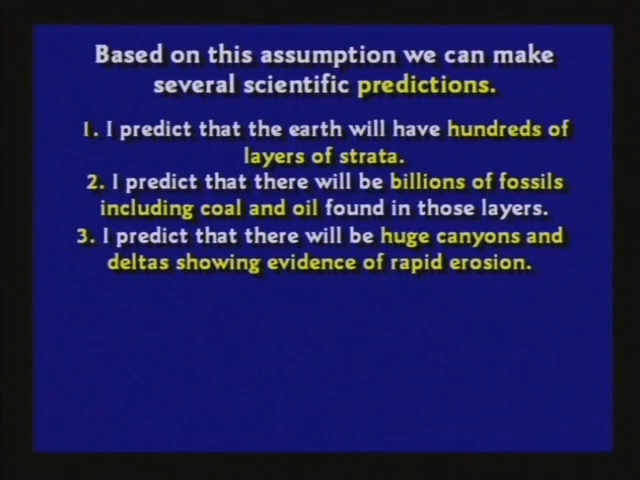 Based on this assumption we can make
several scientific predictions.
1. I predict that the earth will have hundreds of
layers of strata.
2. I predict that there will be billions of fossils
including coal and oil found in those layers.
3. I predict that there will be huge canyons and
deltas showing evidence of rapid erosion.